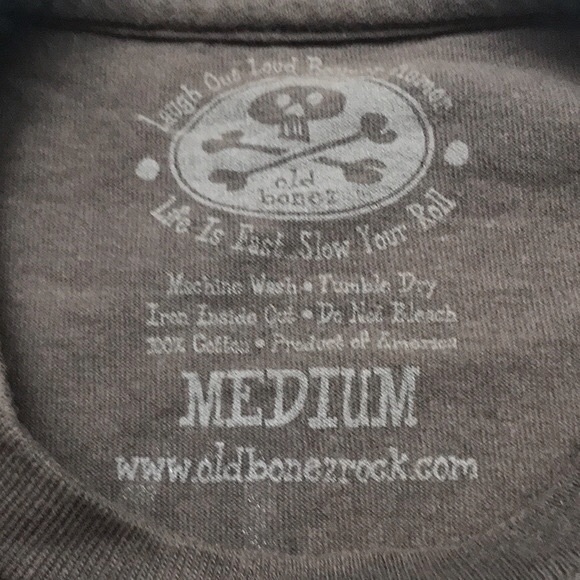 Laugh Out Loud
old
bonez
Life Is Fast Slow Your Roll
Machine Wash • Tumble Dry
Iron Inside Out • Do Not Bleach
100% Cotton • Product of America
MEDIUM
www.oldbonezrock.com